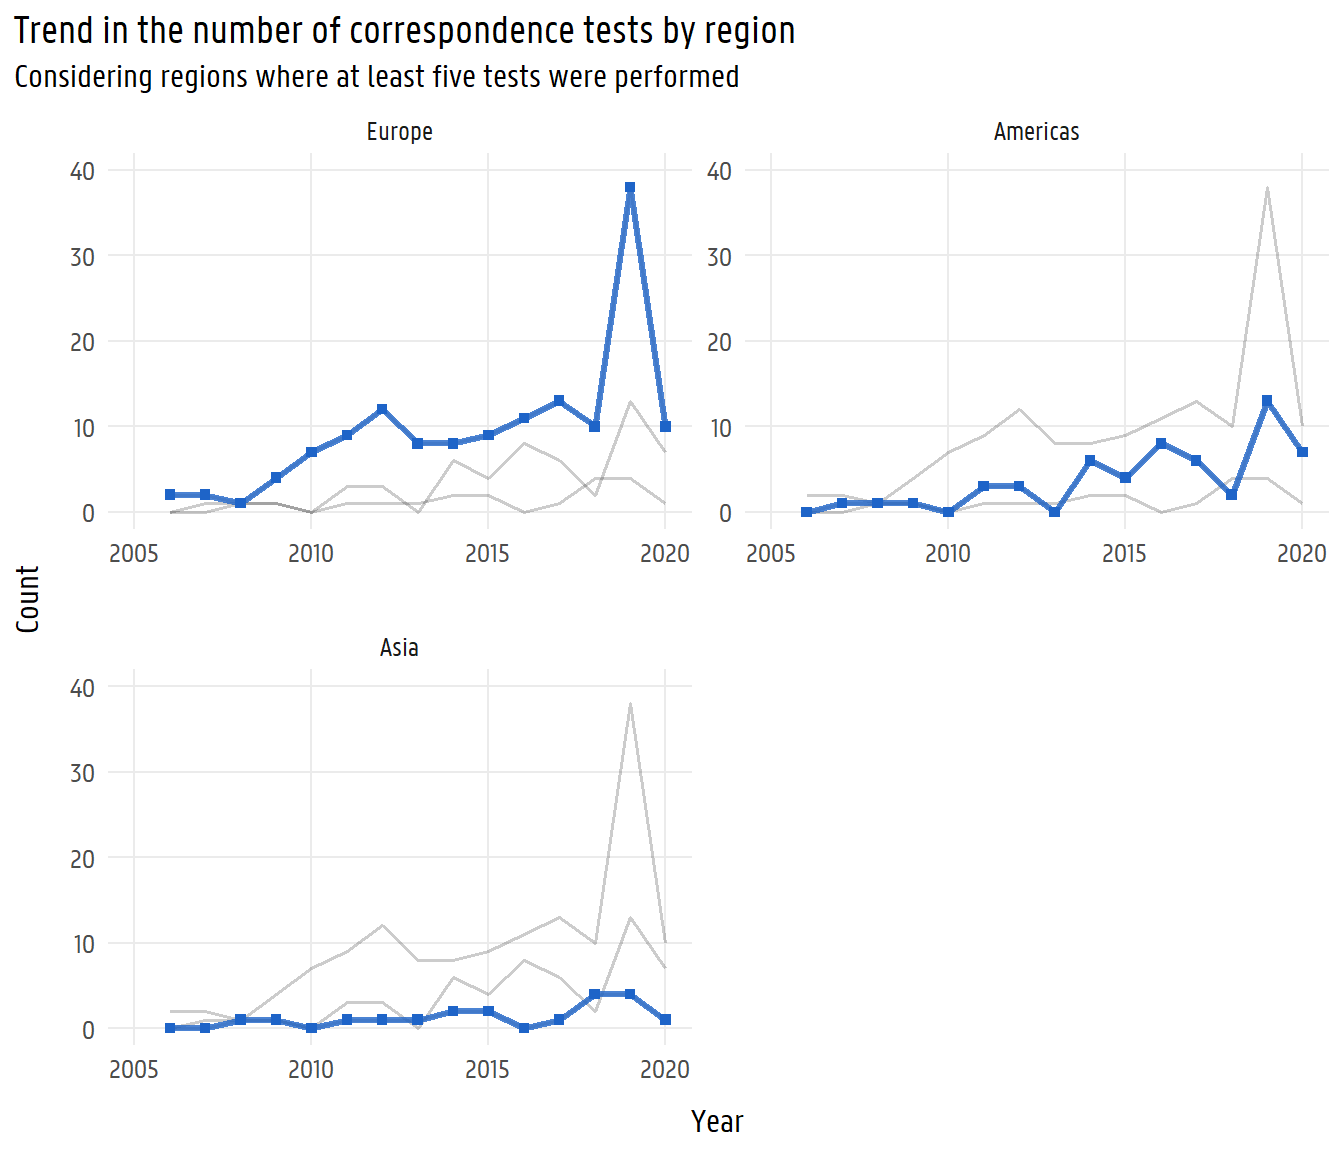 Trend in the number of correspondence tests by region
Considering regions where at least five tests were performed
Europe
Americas
40
30
20
10
0
2005 2010 2015 2020
40
30
20
10
0
2005 2010 2015 2020
Count
Asia
40
30
20
10
0
2005 2010 2015 2020
Year